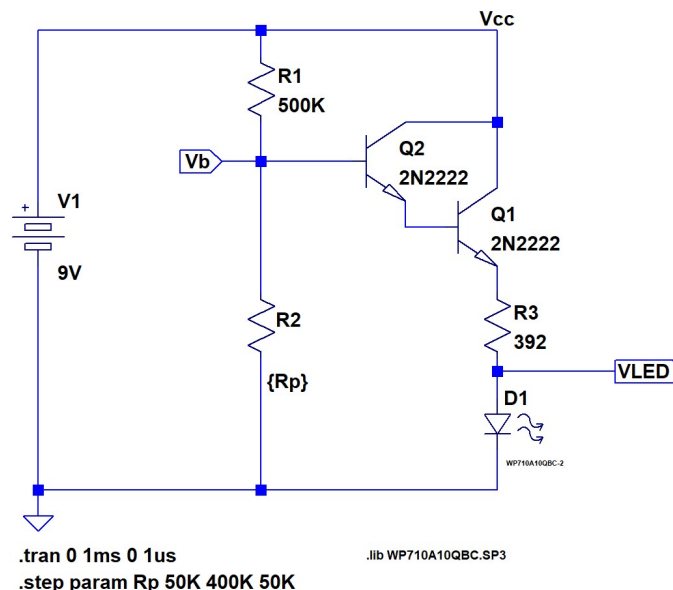 Vcc
R1
500K
Vb
Q2
2N2222
V1
+
9V
Q1
2N2222
R2
{Rp}
R3
392
VLED
D1
WP710A10QBC-2
.tran 0 1ms 0 1us
.lib WP710A10QBC.SP3
.step param Rp 50K 400K 50K